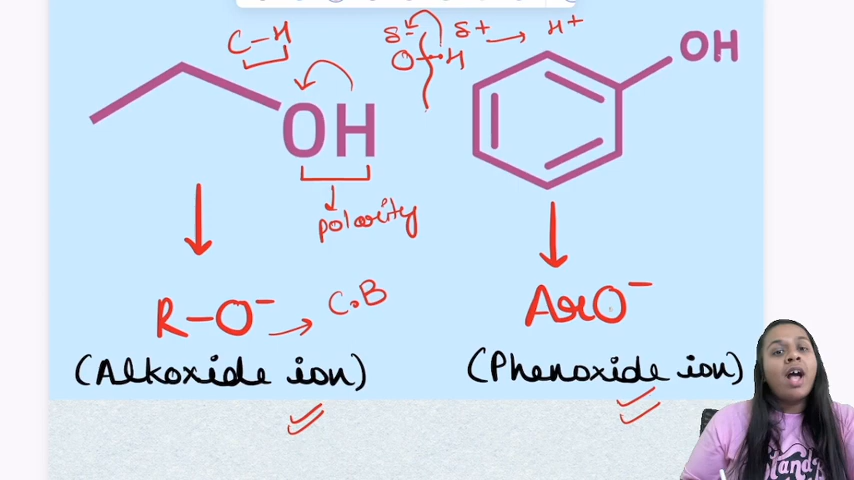 C-H
δ- δ+ → H+
O-H
OH
OH
polarity
R-O⁻ → C.B
ArO⁻
(Alkoxide ion)
(Phenoxide ion)